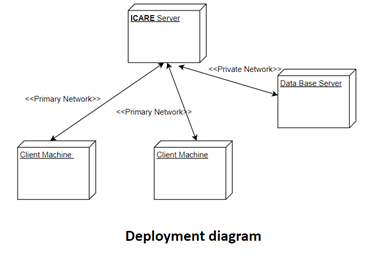 ICARE Server
<<Private Network>>
Data Base Server
<<Primary Network>>
<<Primary Network>>
Client Machine
Client Machine
Deployment diagram